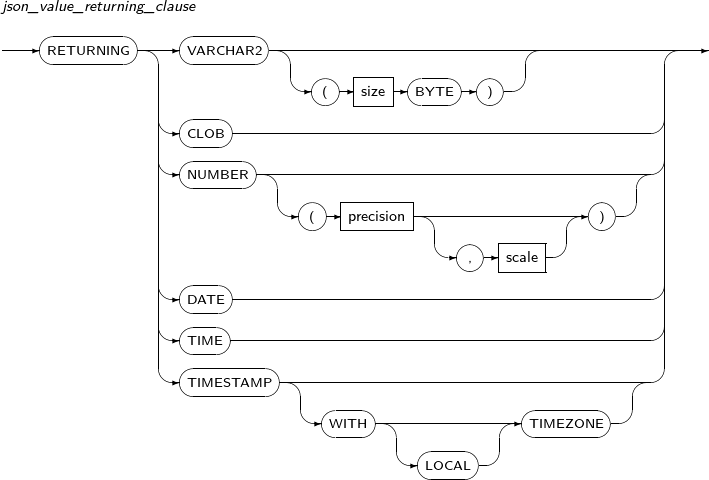 json_value_returning_clause
RETURNING VARCHAR2
( size BYTE )
CLOB
NUMBER
( precision )
, scale
DATE
TIME
TIMESTAMP
WITH TIMEZONE
LOCAL